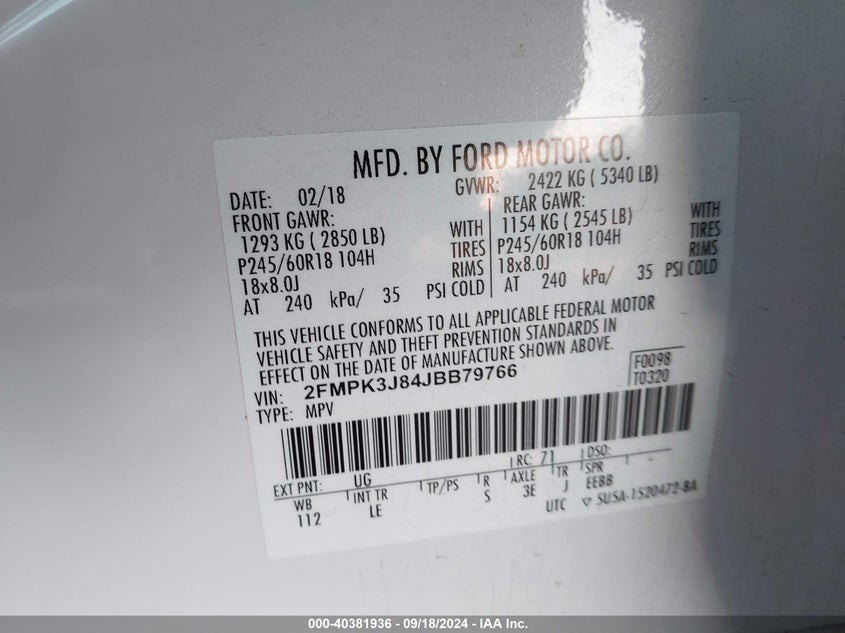 MFD. BY FORD MOTOR CO.
DATE: 02/18 GVWR: 2422 KG ( 5340 LB)
FRONT GAWR: REAR GAWR:
1293 KG ( 2850 LB) WITH 1154 KG ( 2545 LB) WITH
P245/60R18 104H TIRES P245/60R18 104H TIRES
18x8.0J RIMS 18x8.0J RIMS
AT 240 kPa/ 35 PSI COLD AT 240 kPa/ 35 PSI COLD
THIS VEHICLE CONFORMS TO ALL APPLICABLE FEDERAL MOTOR
VEHICLE SAFETY AND THEFT PREVENTION STANDARDS IN
EFFECT ON THE DATE OF MANUFACTURE SHOWN ABOVE.
VIN: 2FMPK3J84JBB79766 F0098
TYPE: MPV T0320
EXT PNT: UG RC: 71 DSO:
WB INT TR TP/PS R AXLE TR SPR
112 LE S 3E J EEBB
UTC ▽ 5U5A-1520472-BA
000-40381936 - 09/18/2024 - IAA Inc.